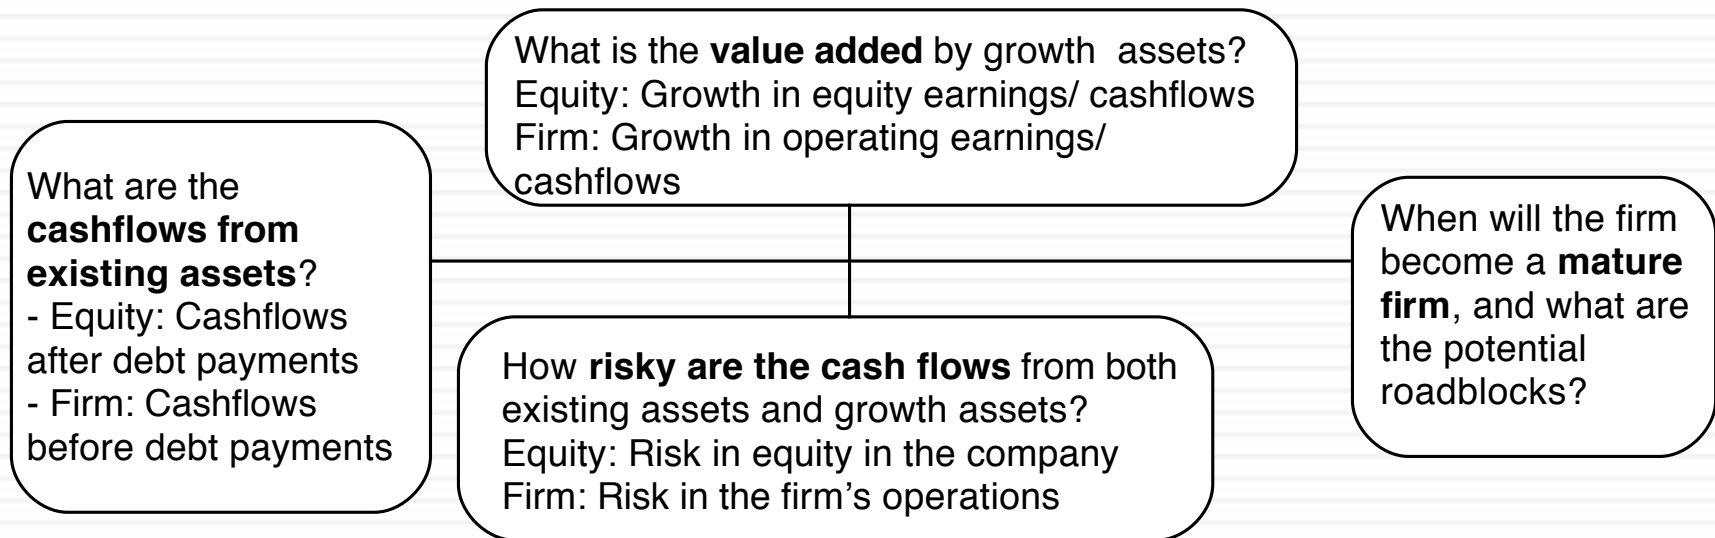 What is the value added by growth  assets?
Equity: Growth in equity earnings/ cashflows
Firm: Growth in operating earnings/
cashflows
What are the
cashflows from
existing assets?
- Equity: Cashflows
after debt payments
- Firm: Cashflows
before debt payments
How risky are the cash flows from both
existing assets and growth assets?
Equity: Risk in equity in the company
Firm: Risk in the firm's operations
When will the firm
become a mature
firm, and what are
the potential
roadblocks?